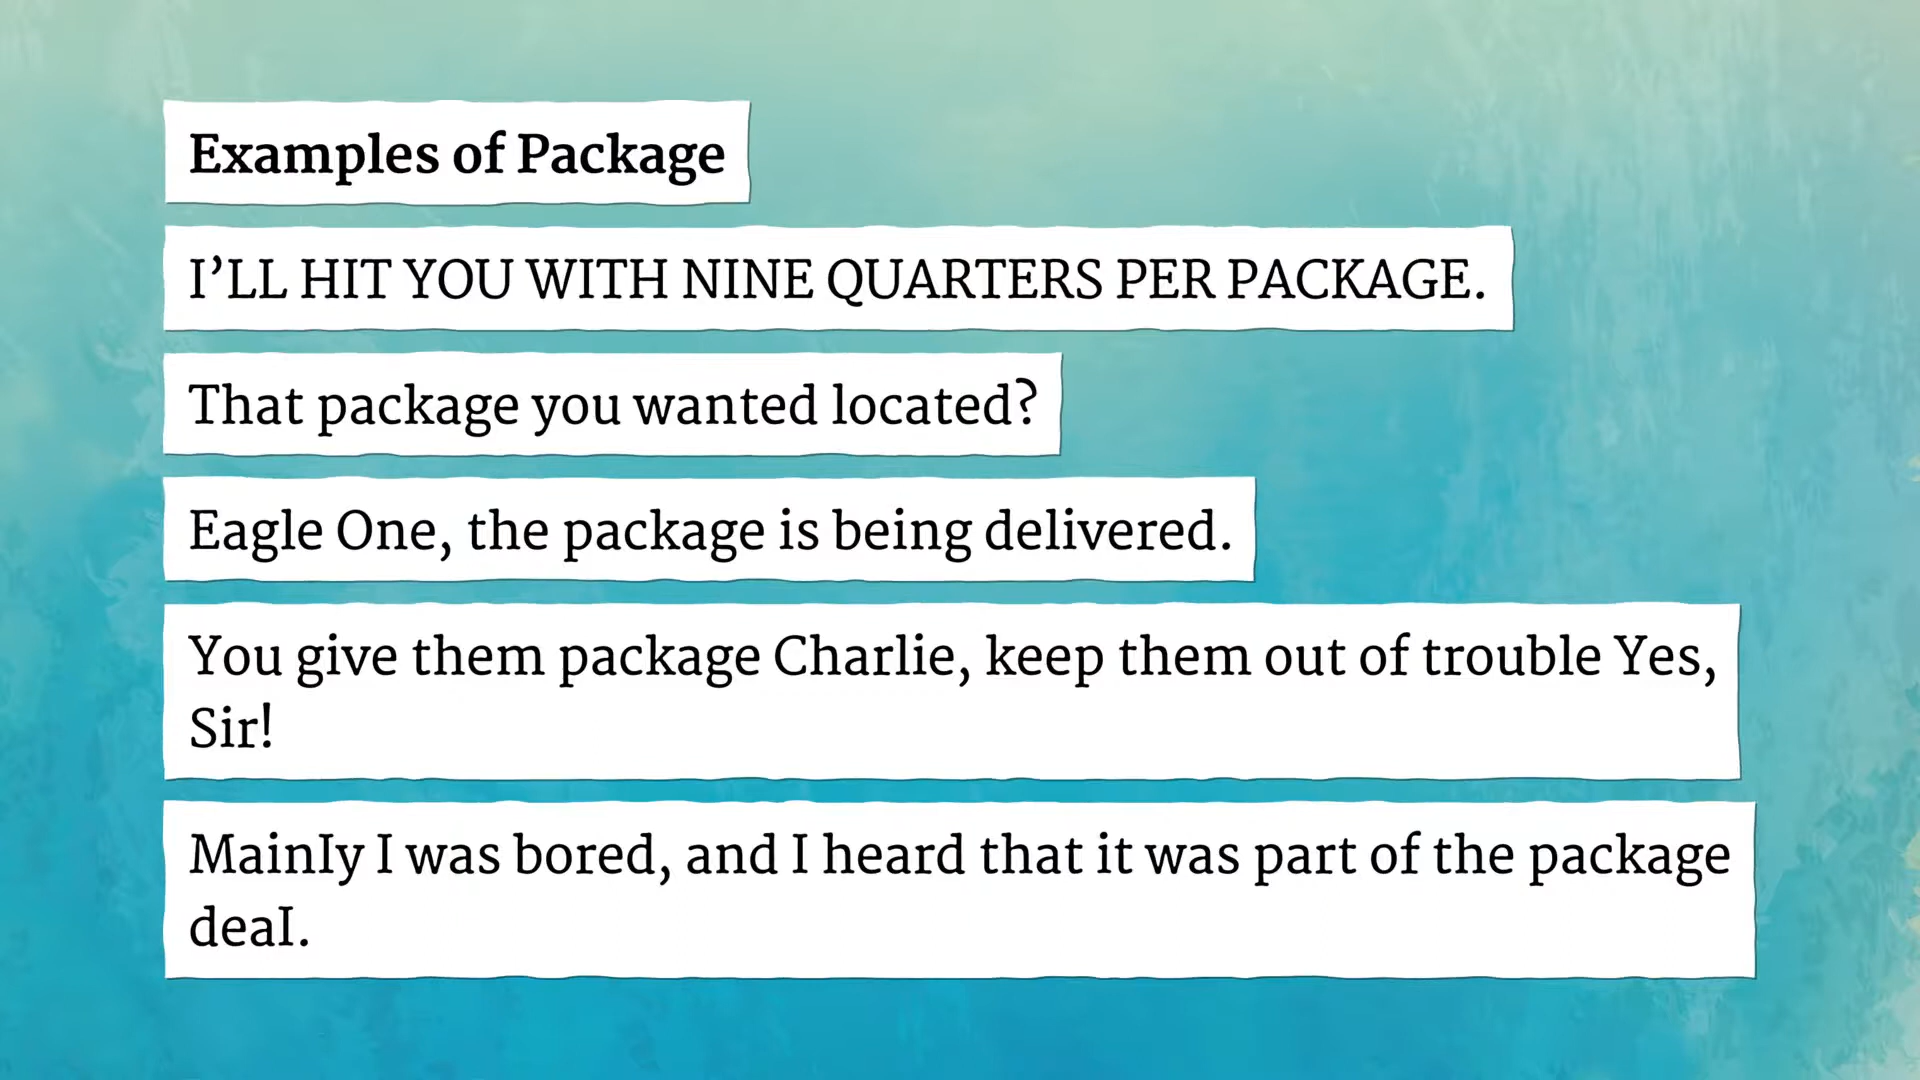 Examples of Package
I’LL HIT YOU WITH NINE QUARTERS PER PACKAGE.
That package you wanted located?
Eagle One, the package is being delivered.
You give them package Charlie, keep them out of trouble Yes,
Sir!
MainIy I was bored, and I heard that it was part of the package
deaI.